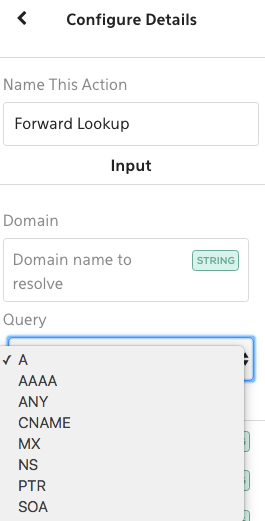 Configure Details
Name This Action
Forward Lookup
Input
Domain
Domain name to
resolve
STRING
Query
✓ A
AAAA
ANY
CNAME
MX
NS
PTR
SOA